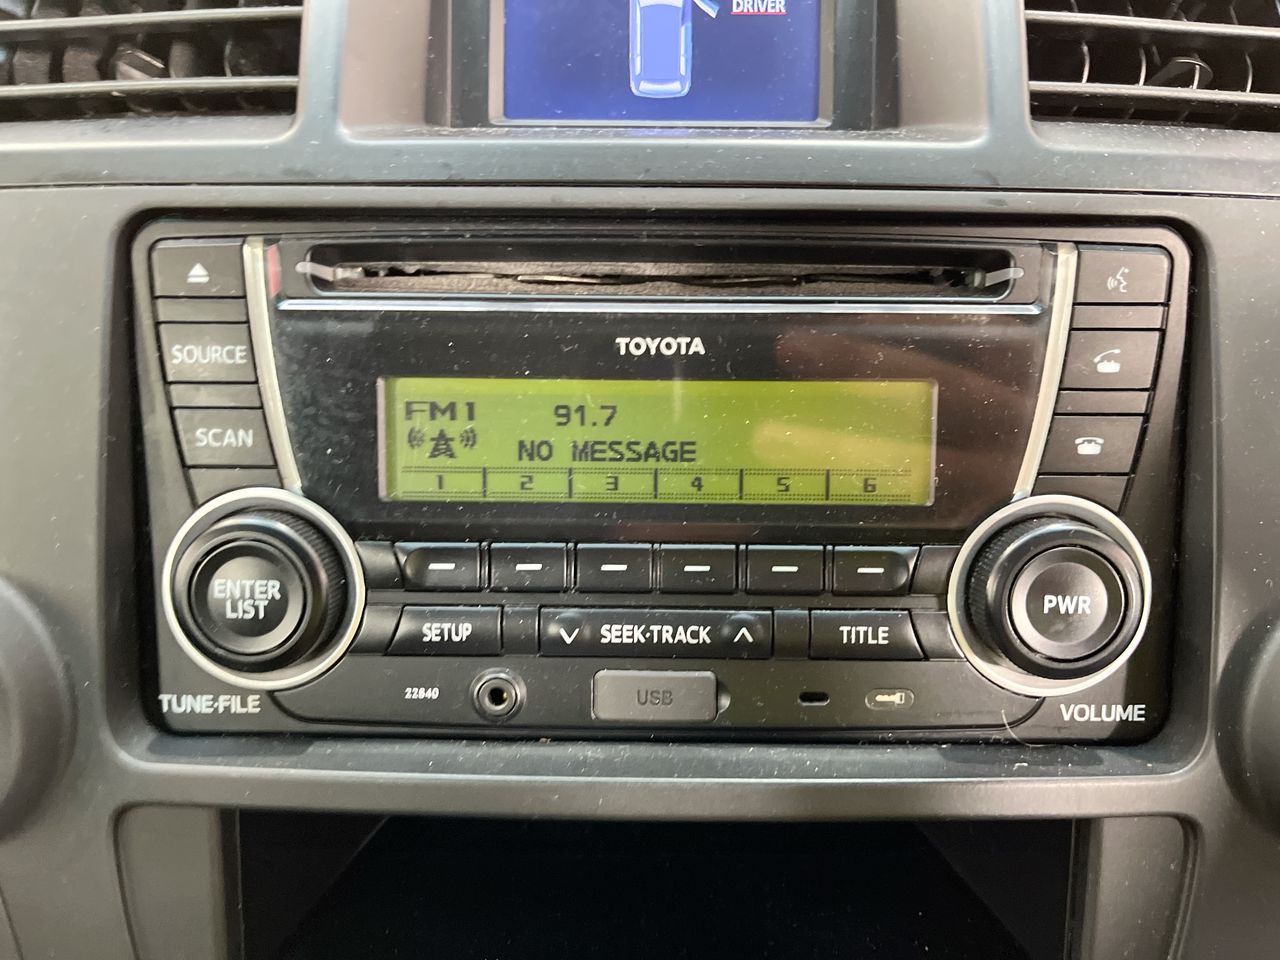 DRIVER
SOURCE
SCAN
TOYOTA
FM1 91.7
NO MESSAGE
1 2 3 4 5 6
ENTER
LIST
PWR
SETUP
SEEK·TRACK
TITLE
TUNE·FILE
22840
USB
VOLUME